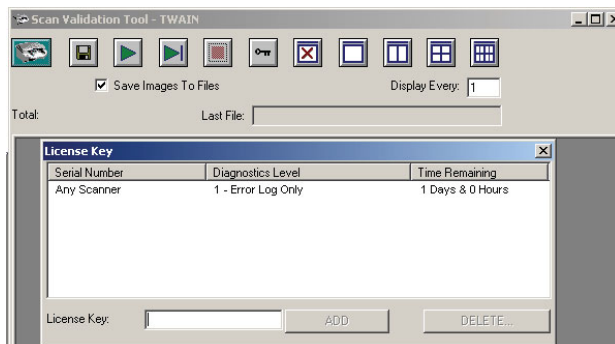 Scan Validation Tool - TWAIN
Save Images To Files
Display Every: 1
Total:
Last File:
License Key
Serial Number Diagnostics Level Time Remaining
Any Scanner 1 - Error Log Only 1 Days & 0 Hours
License Key: ADD DELETE...